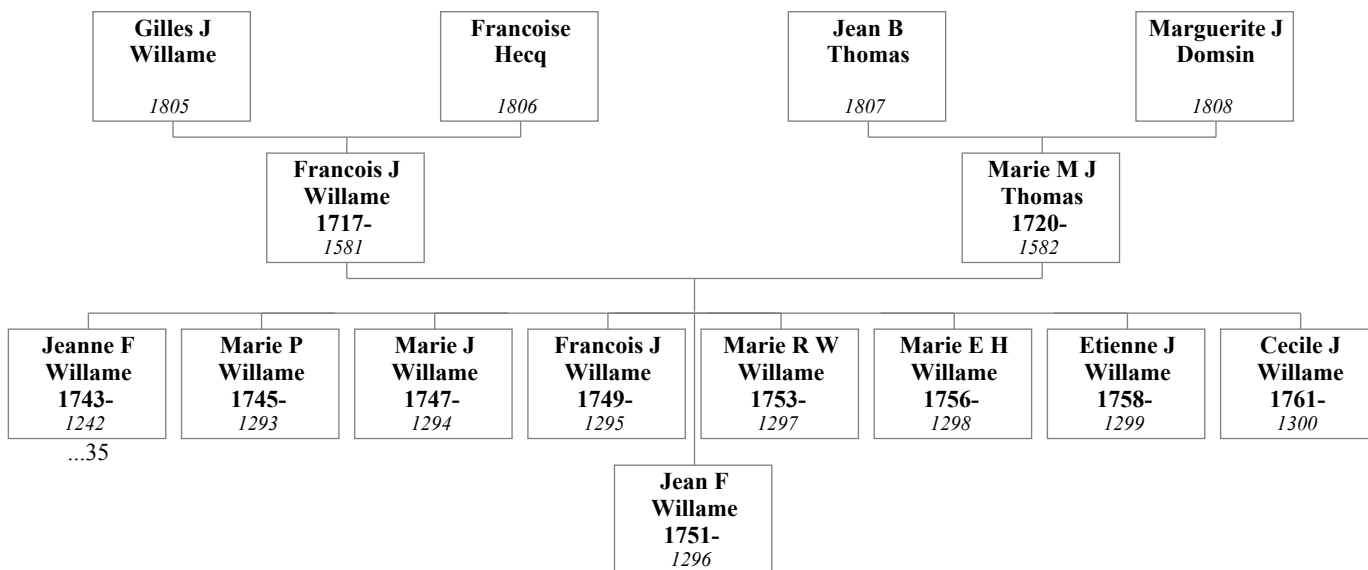 Gilles J
Willame
1805
Francoise
Hecq
1806
Jean B
Thomas
1807
Marguerite J
Domsin
1808
Francois J
Willame
1717-
1581
Marie M J
Thomas
1720-
1582
Jeanne F
Willame
1743-
1242
...35
Marie P
Willame
1745-
1293
Marie J
Willame
1747-
1294
Francois J
Willame
1749-
1295
Marie R W
Willame
1753-
1297
Marie E H
Willame
1756-
1298
Etienne J
Willame
1758-
1299
Cecile J
Willame
1761-
1300
Jean F
Willame
1751-
1296